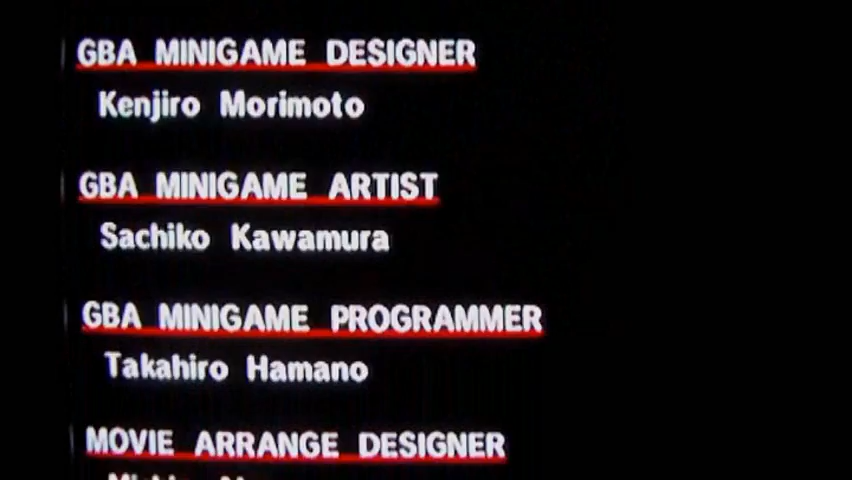 GBA MINIGAME DESIGNER
Kenjiro Morimoto
GBA MINIGAME ARTIST
Sachiko Kawamura
GBA MINIGAME PROGRAMMER
Takahiro Hamano
MOVIE ARRANGE DESIGNER